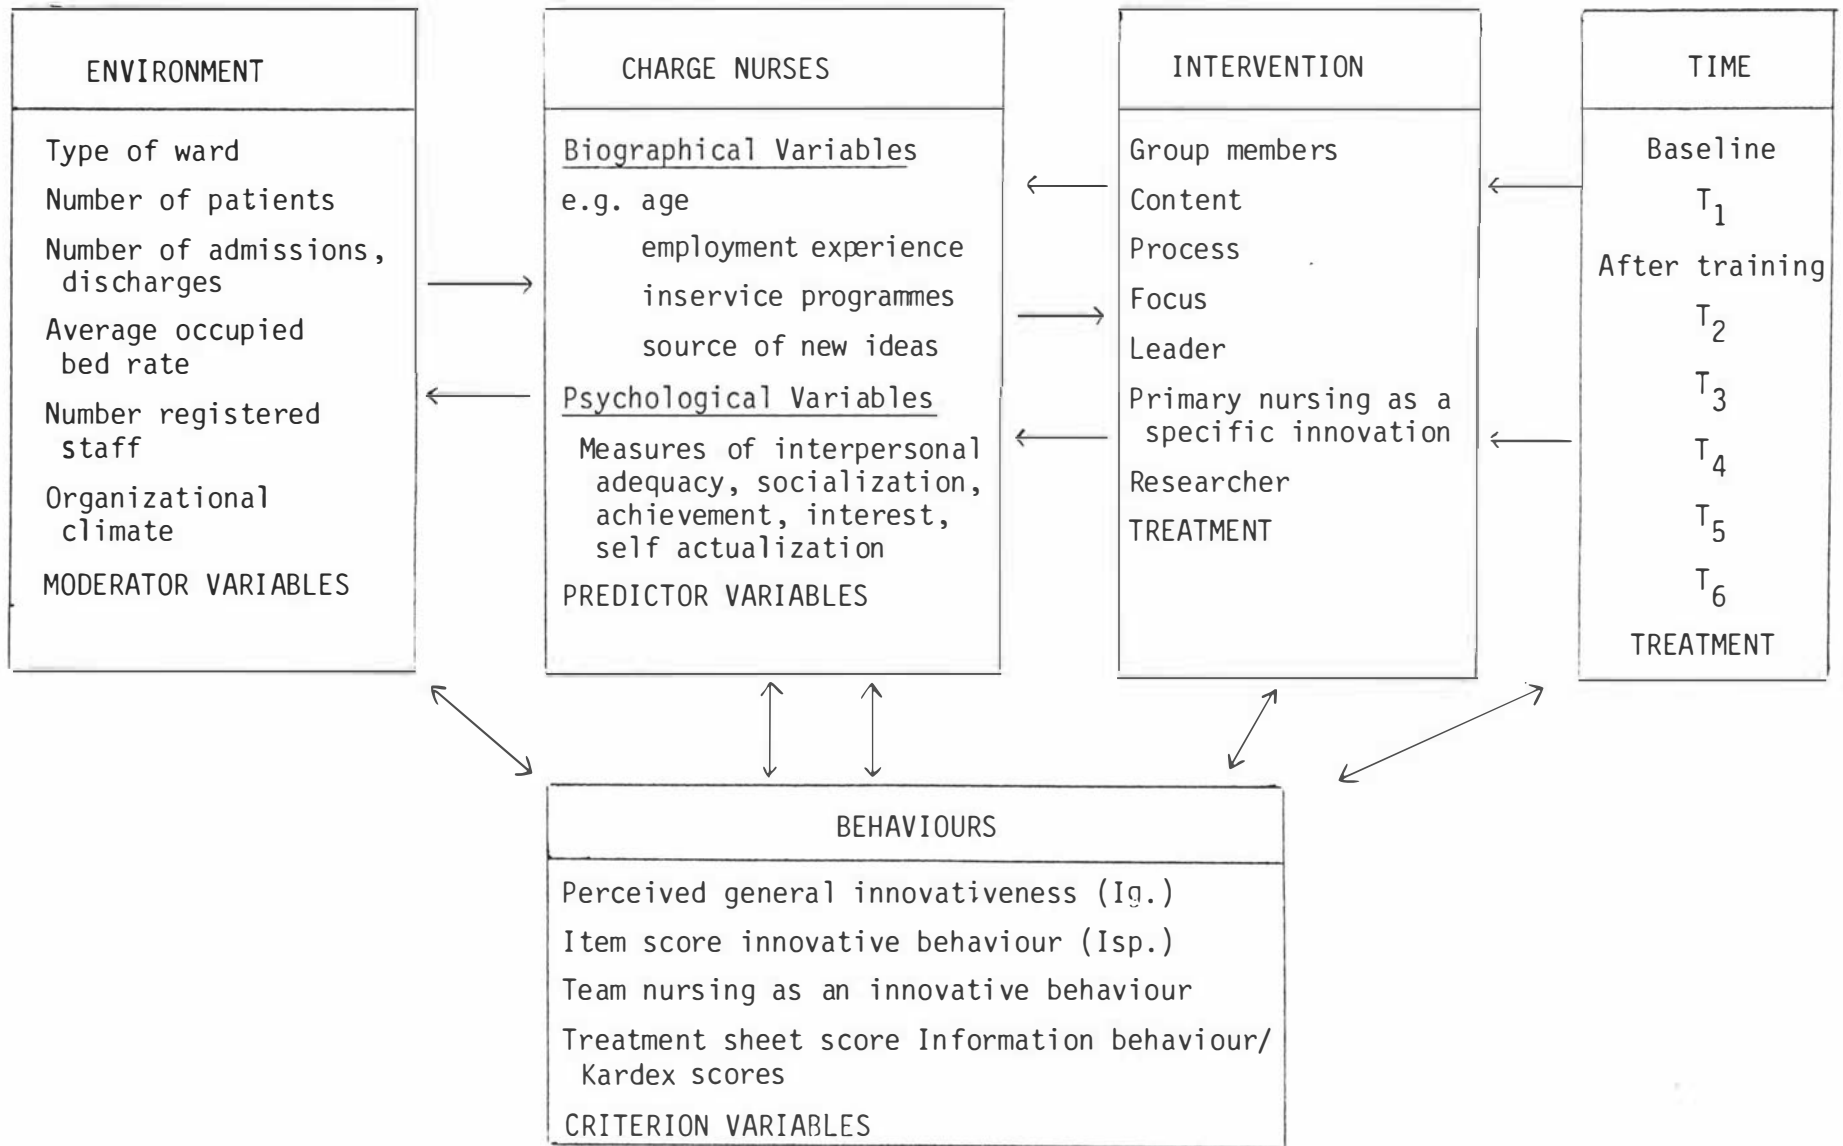 ENVIRONMENT
Type of ward
Number of patients
Number of admissions,
discharges
Average occupied
bed rate
Number registered
staff
Organizational
climate
MODERATOR VARIABLES
CHARGE NURSES
Biographical Variables
e.g. age
employment experience
inservice programmes
source of new ideas
Psychological Variables
Measures of interpersonal
adequacy, socialization,
achievement, interest,
self actualization
PREDICTOR VARIABLES
INTERVENTION
Group members
Content
Process
Focus
Leader
Primary nursing as a
specific innovation
Researcher
TREATMENT
TIME
Baseline
T1
After training
T2
T3
T4
T5
T6
TREATMENT
BEHAVIOURS
Perceived general innovativeness (Ig.)
Item score innovative behaviour (Isp.)
Team nursing as an innovative behaviour
Treatment sheet score Information behaviour/
Kardex scores
CRITERION VARIABLES